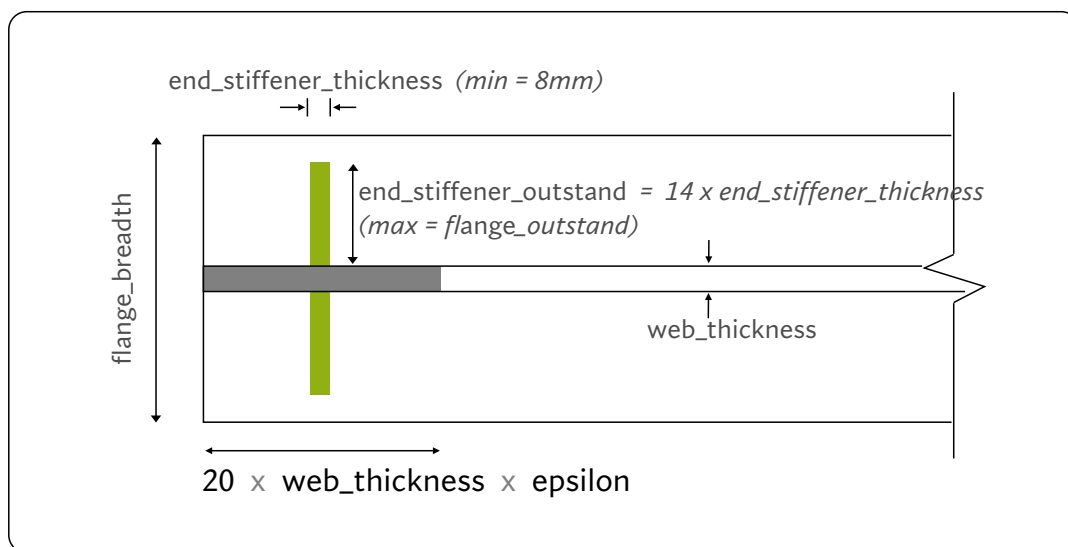 end_stiffener_thickness (min = 8mm)
end_stiffener_outstand = 14 x end_stiffener_thickness
(max = flange_outstand)
flange_breadth
web_thickness
20 x web_thickness x epsilon